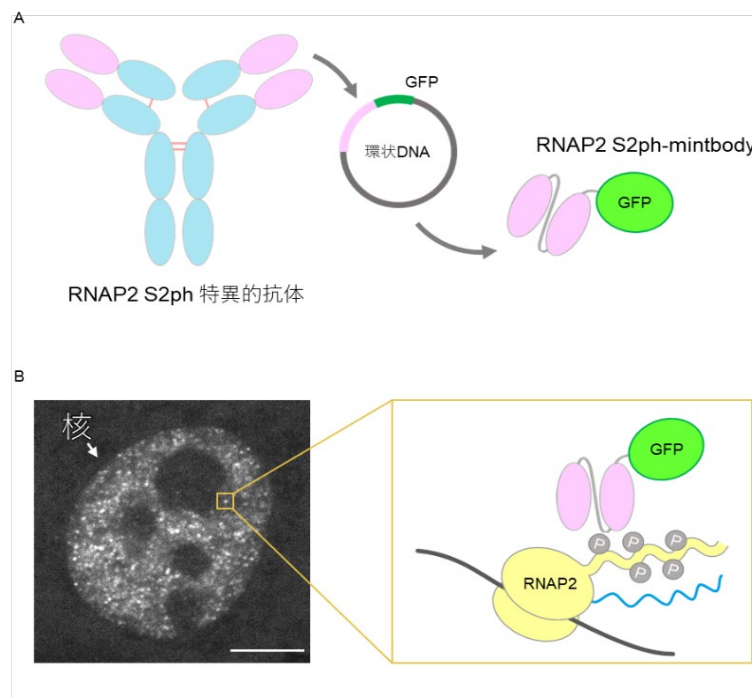 A
GFP
環状DNA
RNAP2 S2ph-mintbody
GFP
RNAP2 S2ph 特異的抗体
B
核
GFP
P P P
RNAP2
P P